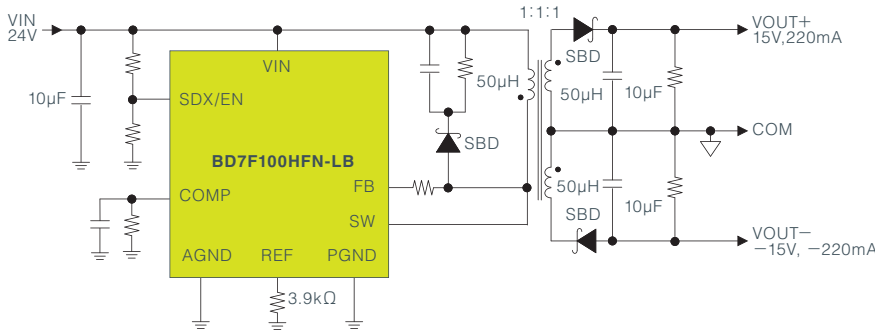 VIN
24V
10μF
VIN
SDX/EN
BD7F100HFN-LB
COMP
FB
SW
AGND
REF
PGND
3.9kΩ
SBD
50μH
1:1:1
SBD
50μH
10μF
50μH
SBD
10μF
VOUT+
15V,220mA
COM
VOUT−
−15V, −220mA